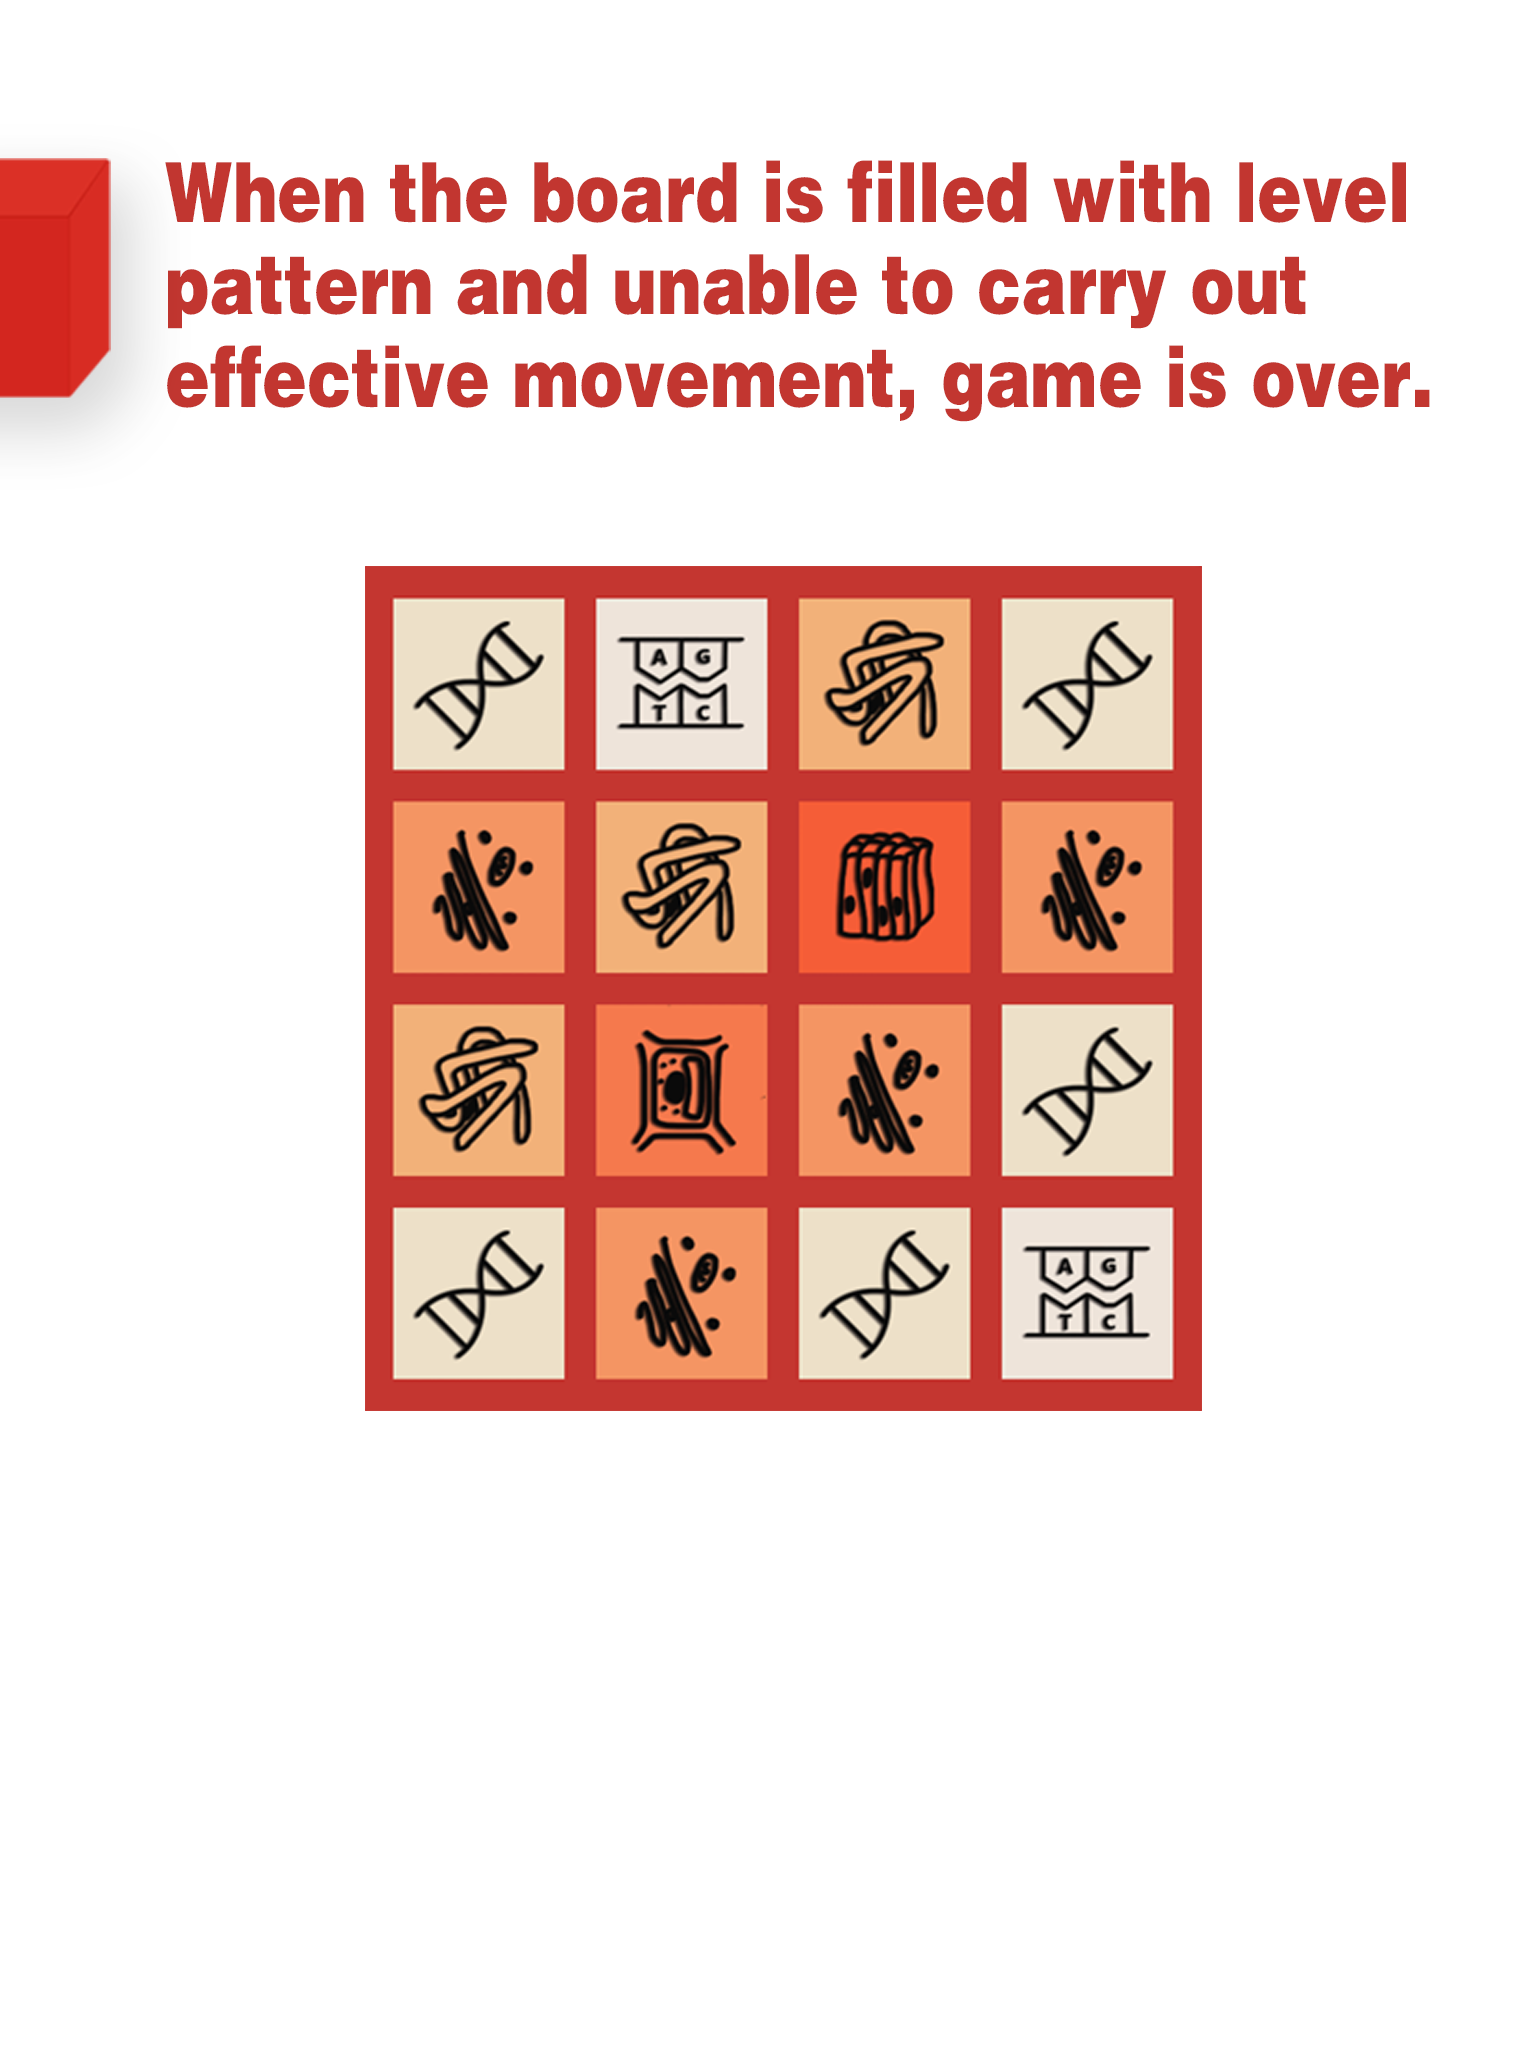 When the board is filled with level
pattern and unable to carry out
effective movement, game is over.
A G
T C
A G
T C